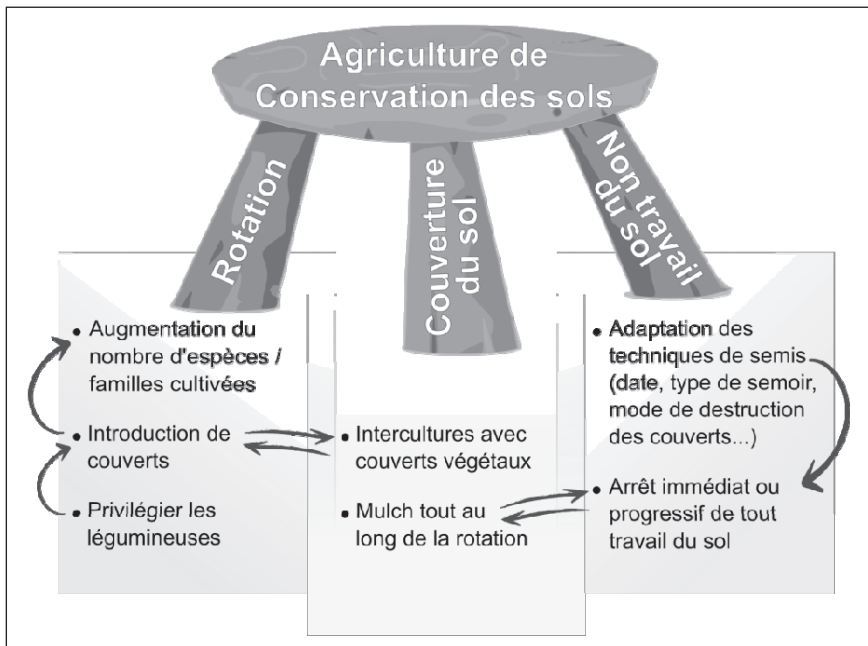 Agriculture de
Conservation des sols
Rotation
Couverture
du sol
Non travail
du sol
• Augmentation du
nombre d'espèces /
familles cultivées
• Introduction de
couverts
• Privilégier les
légumineuses
• Intercultures avec
couverts végétaux
• Mulch tout au
long de la rotation
• Adaptation des
techniques de semis
(date, type de semoir,
mode de destruction
des couverts...)
• Arrêt immédiat ou
progressif de tout
travail du sol